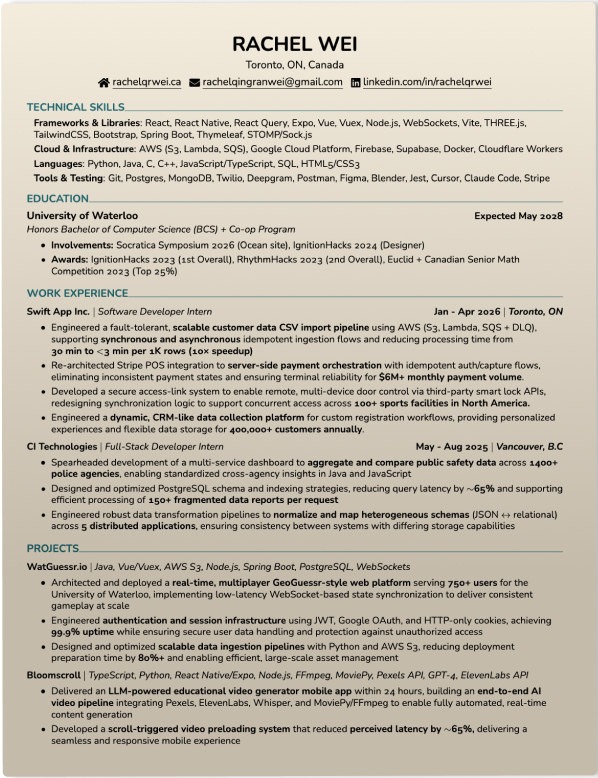 RACHEL WEI
Toronto, ON, Canada
rachelqrwei.ca rachelqingranwei@gmail.com linkedin.com/in/rachelqrwei
TECHNICAL SKILLS
Frameworks & Libraries: React, React Native, React Query, Expo, Vue, Vuex, Node.js, WebSockets, Vite, THREE.js,
TailwindCSS, Bootstrap, Spring Boot, Thymeleaf, STOMP/Sock.js
Cloud & Infrastructure: AWS (S3, Lambda, SQS), Google Cloud Platform, Firebase, Supabase, Docker, Cloudflare Workers
Languages: Python, Java, C, C++, JavaScript/TypeScript, SQL, HTML5/CSS3
Tools & Testing: Git, Postgres, MongoDB, Twilio, Deepgram, Postman, Figma, Blender, Jest, Cursor, Claude Code, Stripe
EDUCATION
University of Waterloo Expected May 2028
Honors Bachelor of Computer Science (BCS) + Co-op Program
• Involvements: Socratica Symposium 2026 (Ocean site), IgnitionHacks 2024 (Designer)
• Awards: IgnitionHacks 2023 (1st Overall), RhythmHacks 2023 (2nd Overall), Euclid + Canadian Senior Math
Competition 2023 (Top 25%)
WORK EXPERIENCE
Swift App Inc. | Software Developer Intern Jan - Apr 2026 | Toronto, ON
• Engineered a fault-tolerant, scalable customer data CSV import pipeline using AWS (S3, Lambda, SQS + DLQ),
supporting synchronous and asynchronous idempotent ingestion flows and reducing processing time from
30 min to <3 min per 1K rows (10× speedup)
• Re-architected Stripe POS integration to server-side payment orchestration with idempotent auth/capture flows,
eliminating inconsistent payment states and ensuring terminal reliability for $6M+ monthly payment volume.
• Developed a secure access-link system to enable remote, multi-device door control via third-party smart lock APIs,
redesigning synchronization logic to support concurrent access across 100+ sports facilities in North America.
• Engineered a dynamic, CRM-like data collection platform for custom registration workflows, providing personalized
experiences and flexible data storage for 400,000+ customers annually.
CI Technologies | Full-Stack Developer Intern May - Aug 2025 | Vancouver, B.C
• Spearheaded development of a multi-service dashboard to aggregate and compare public safety data across 1400+
police agencies, enabling standardized cross-agency insights in Java and JavaScript
• Designed and optimized PostgreSQL schema and indexing strategies, reducing query latency by ~65% and supporting
efficient processing of 150+ fragmented data reports per request
• Engineered robust data transformation pipelines to normalize and map heterogeneous schemas (JSON ↔ relational)
across 5 distributed applications, ensuring consistency between systems with differing storage capabilities
PROJECTS
WatGuessr.io | Java, Vue/Vuex, AWS S3, Node.js, Spring Boot, PostgreSQL, WebSockets
• Architected and deployed a real-time, multiplayer GeoGuessr-style web platform serving 750+ users for the
University of Waterloo, implementing low-latency WebSocket-based state synchronization to deliver consistent
gameplay at scale
• Engineered authentication and session infrastructure using JWT, Google OAuth, and HTTP-only cookies, achieving
99.9% uptime while ensuring secure user data handling and protection against unauthorized access
• Designed and optimized scalable data ingestion pipelines with Python and AWS S3, reducing deployment
preparation time by 80%+ and enabling efficient, large-scale asset management
Bloomscroll | TypeScript, Python, React Native/Expo, Node.js, FFmpeg, MoviePy, Pexels API, GPT-4, ElevenLabs API
• Delivered an LLM-powered educational video generator mobile app within 24 hours, building an end-to-end AI
video pipeline integrating Pexels, ElevenLabs, Whisper, and MoviePy/FFmpeg to enable fully automated, real-time
content generation
• Developed a scroll-triggered video preloading system that reduced perceived latency by ~65%, delivering a
seamless and responsive mobile experience